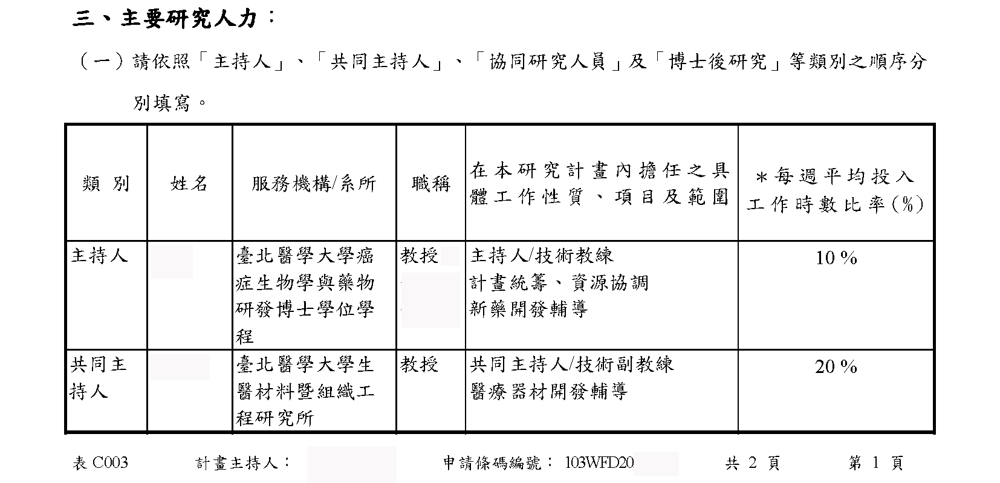 三、主要研究人力：
（一）請依照「主持人」、「共同主持人」、「協同研究人員」及「博士後研究」等類別之順序分
別填寫。
類別
姓名
服務機構/系所
職稱
在本研究計畫內擔任之具
體工作性質、項目及範圍
＊每週平均投入
工作時數比率(%)
主持人
臺北醫學大學癌
症生物學與藥物
研發博士學位學
程
教授
主持人/技術教練
計畫統籌、資源協調
新藥開發輔導
10 %
共同主
持人
臺北醫學大學生
醫材料暨組織工
程研究所
教授
共同主持人/技術副教練
醫療器材開發輔導
20 %
表 C003 計畫主持人： 申請條碼編號： 103WFD20 共 2 頁 第 1 頁